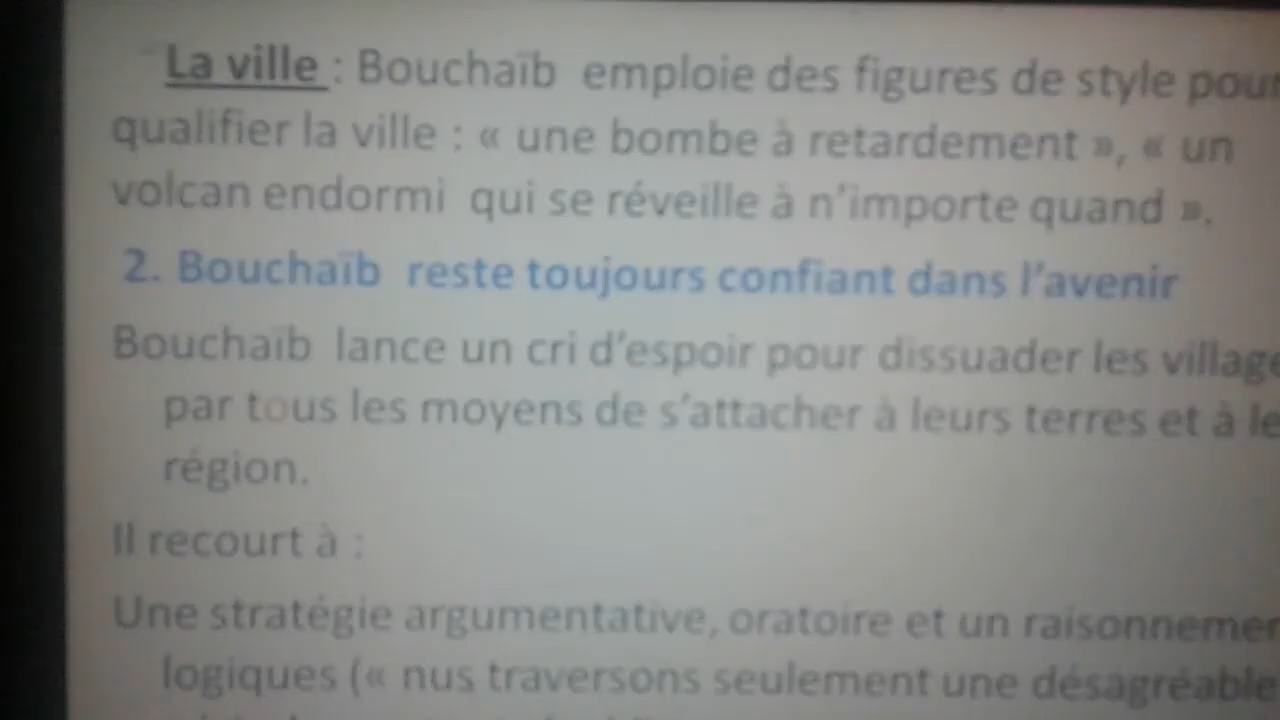 La ville : Bouchaïb emploie des figures de style pour
qualifier la ville : « une bombe à retardement », « un
volcan endormi qui se réveille à n'importe quand ».
2. Bouchaïb reste toujours confiant dans l'avenir
Bouchaïb lance un cri d'espoir pour dissuader les village
par tous les moyens de s'attacher à leurs terres et à le
région.
Il recourt à :
Une stratégie argumentative, oratoire et un raisonnemen
logiques (« nus traversons seulement une désagréable